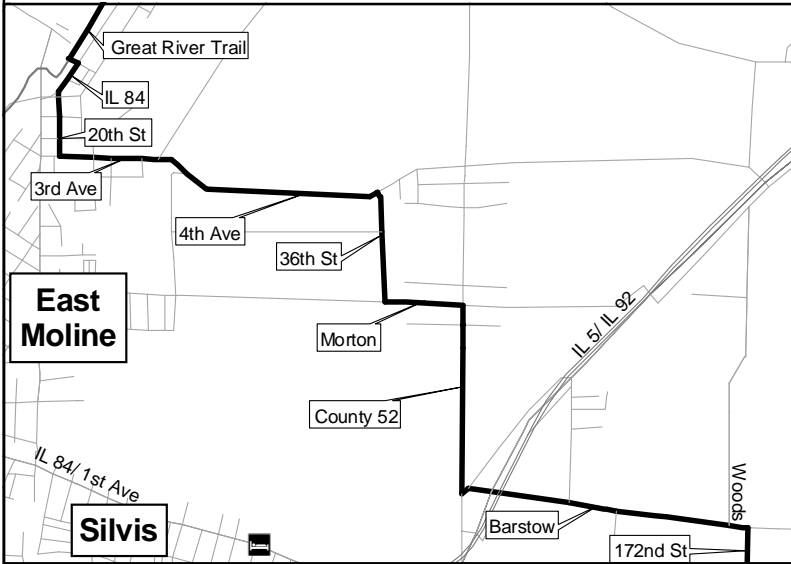 Great River Trail
IL 84
20th St
3rd Ave
4th Ave
36th St
East
Moline
Morton
IL 5/ IL 92
County 52
IL 84/ 1st Ave
Woods
Silvis
Barstow
172nd St